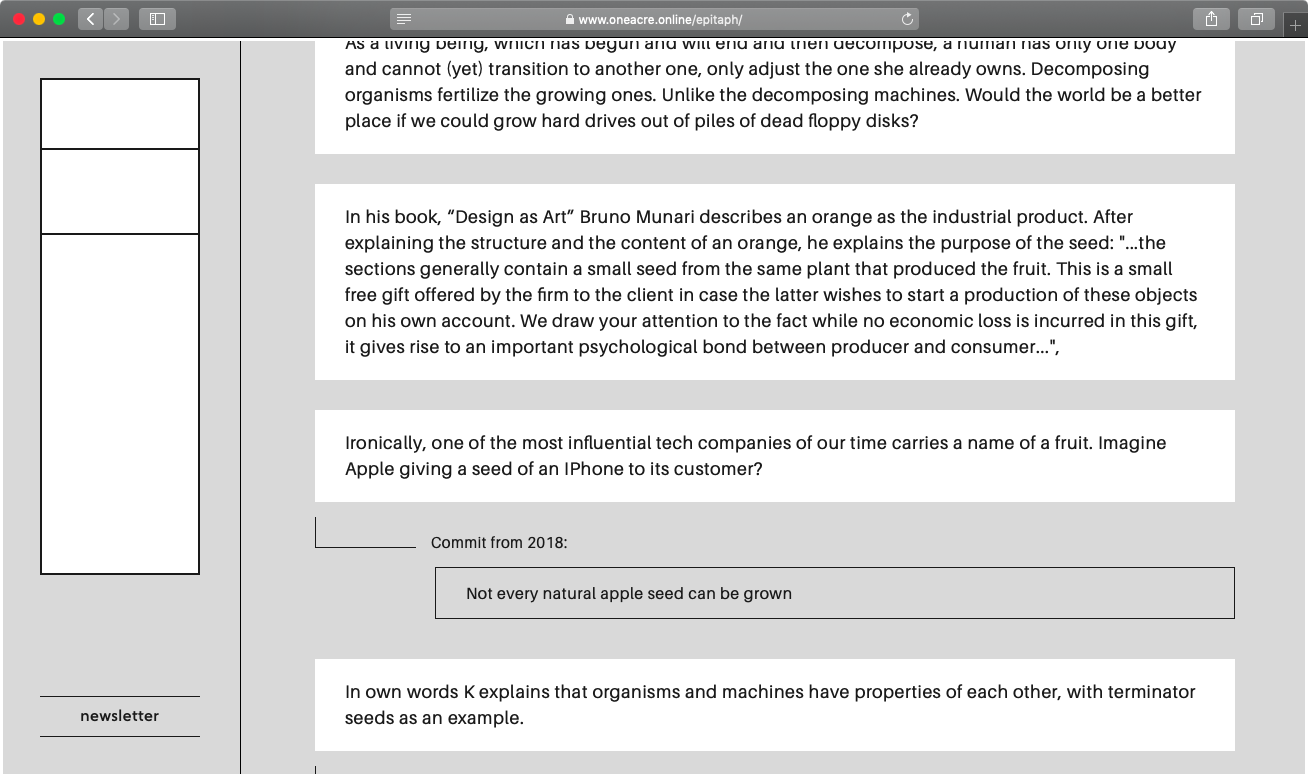 www.oneacre.online/epitaph/
As a living being, which has begun and will end and then decompose, a human has only one body
and cannot (yet) transition to another one, only adjust the one she already owns. Decomposing
organisms fertilize the growing ones. Unlike the decomposing machines. Would the world be a better
place if we could grow hard drives out of piles of dead floppy disks?
In his book, “Design as Art” Bruno Munari describes an orange as the industrial product. After
explaining the structure and the content of an orange, he explains the purpose of the seed: "...the
sections generally contain a small seed from the same plant that produced the fruit. This is a small
free gift offered by the firm to the client in case the latter wishes to start a production of these objects
on his own account. We draw your attention to the fact while no economic loss is incurred in this gift,
it gives rise to an important psychological bond between producer and consumer...",
Ironically, one of the most influential tech companies of our time carries a name of a fruit. Imagine
Apple giving a seed of an IPhone to its customer?
Commit from 2018:
Not every natural apple seed can be grown
In own words K explains that organisms and machines have properties of each other, with terminator
seeds as an example.
newsletter